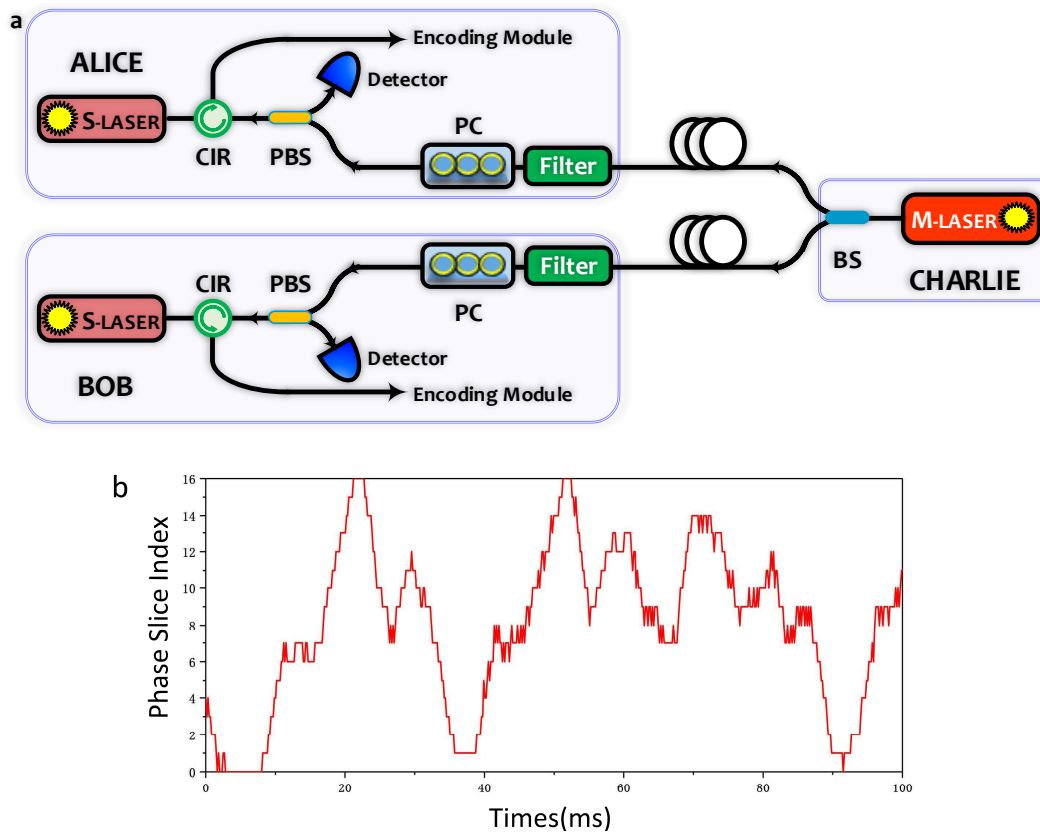 a
ALICE
S-LASER
CIR
PBS
Encoding Module
Detector
PC
Filter
BOB
S-LASER
CIR
PBS
PC
Filter
Detector
Encoding Module
BS
M-LASER
CHARLIE
b
Phase Slice Index
16
14
12
10
8
6
4
2
0
0
20
40
60
80
100
Times(ms)